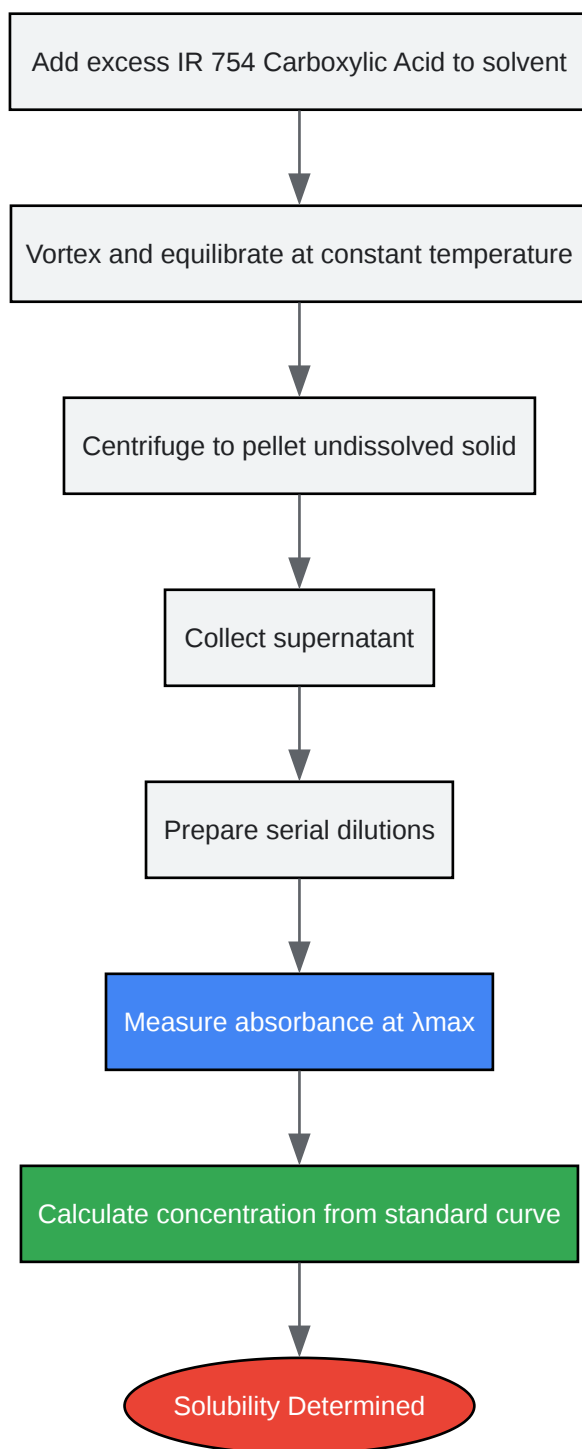 Add excess IR 754 Carboxylic Acid to solvent
Vortex and equilibrate at constant temperature
Centrifuge to pellet undissolved solid
Collect supernatant
Prepare serial dilutions
Measure absorbance at λmax
Calculate concentration from standard curve
Solubility Determined